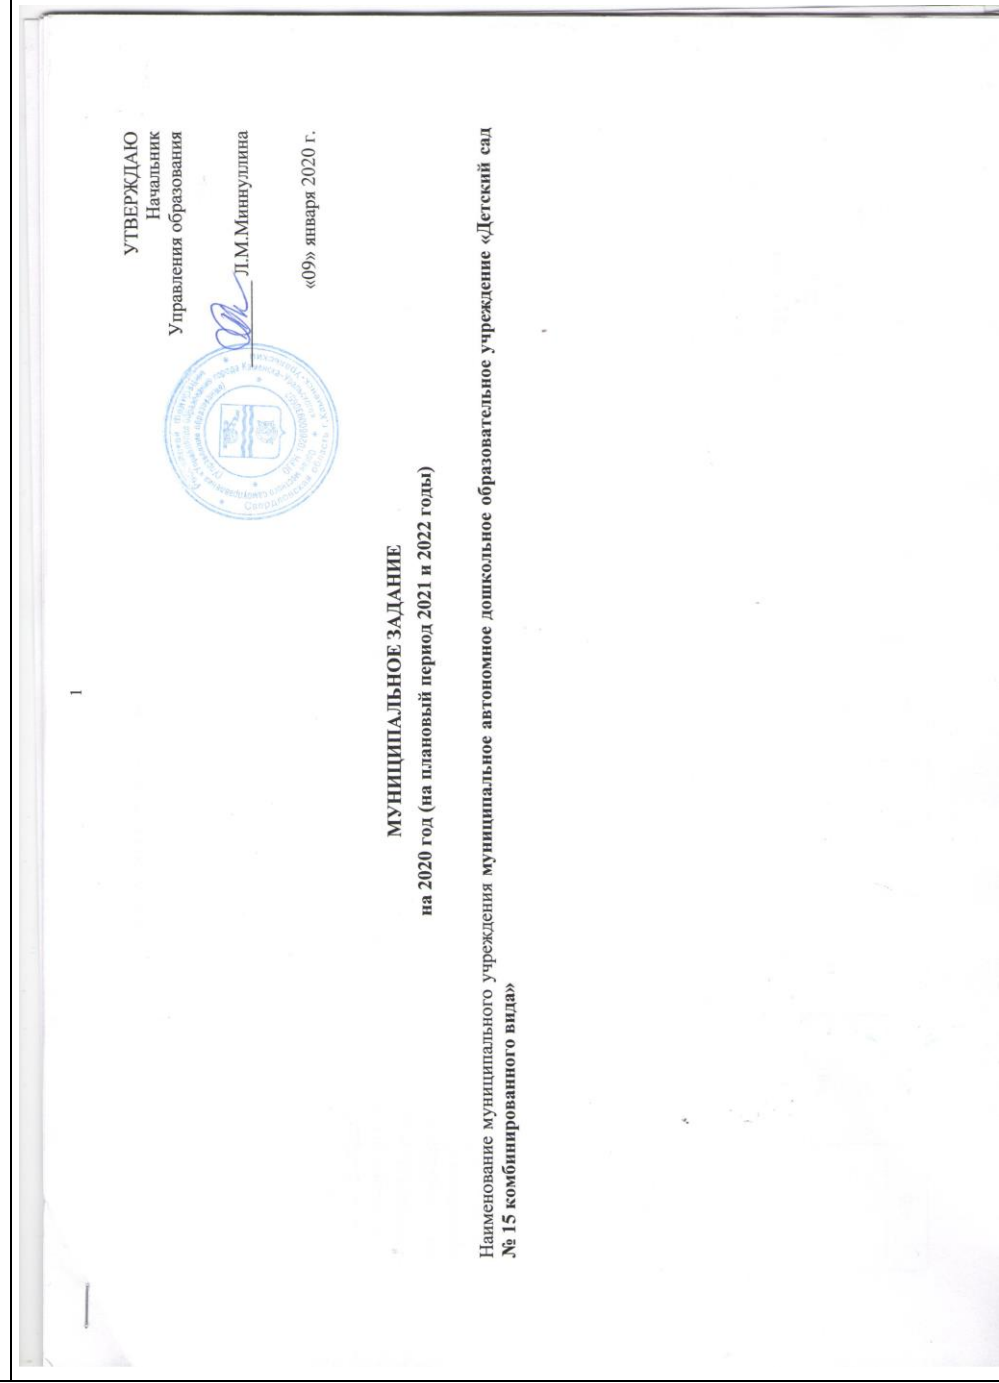 1
УТВЕРЖДАЮ
Начальник
Управления образования
Л.М.Миннуллина
«09» января 2020 г.
МУНИЦИПАЛЬНОЕ ЗАДАНИЕ
на 2020 год (на плановый период 2021 и 2022 годы)
Наименование муниципального учреждения муниципальное автономное дошкольное образовательное учреждение «Детский сад
№ 15 комбинированного вида»